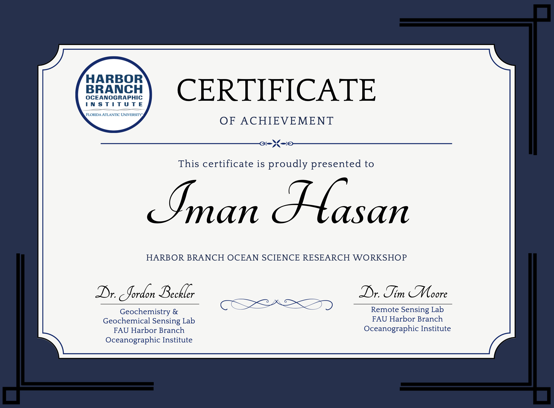 HARBOR
BRANCH
OCEANOGRAPHIC
INSTITUTE
FLORIDA ATLANTIC UNIVERSITY
CERTIFICATE
OF ACHIEVEMENT
This certificate is proudly presented to
Iman Hasan
HARBOR BRANCH OCEAN SCIENCE RESEARCH WORKSHOP
Dr. Jordon Beckler
Geochemistry &
Geochemical Sensing Lab
FAU Harbor Branch
Oceanographic Institute
Dr. Tim Moore
Remote Sensing Lab
FAU Harbor Branch
Oceanographic Institute